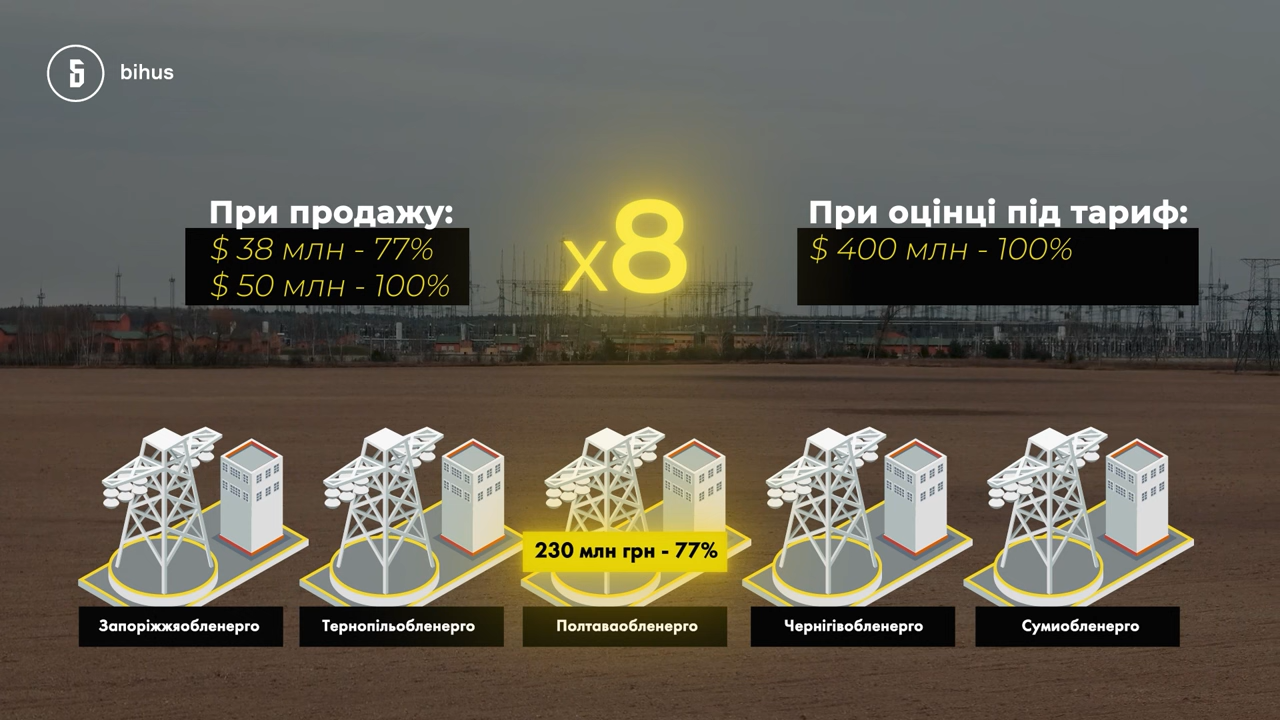 bihus
При продажу:
$ 38 млн - 77%
$ 50 млн - 100%
x8
При оцінці під тариф:
$ 400 млн - 100%
230 млн грн - 77%
Запоріжжяобленерго
Тернопільобленерго
Полтаваобленерго
Чернігівобленерго
Сумиобленерго